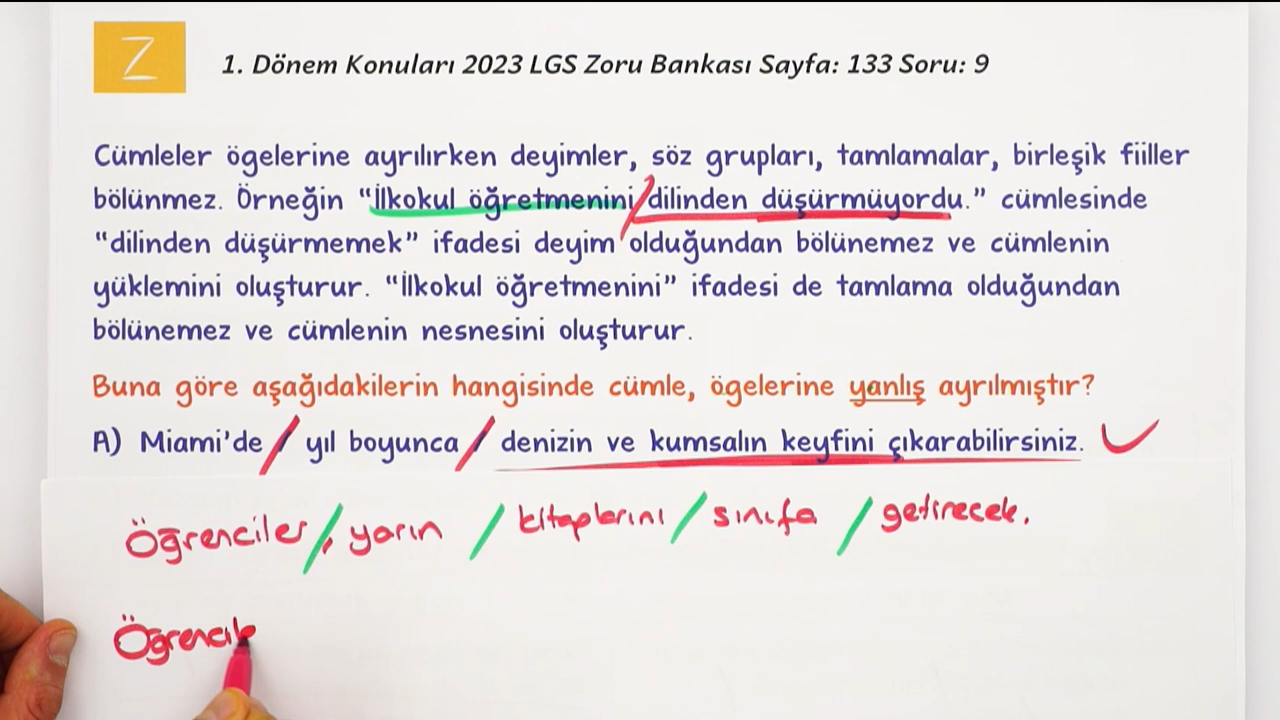 Z
1. Dönem Konuları 2023 LGS Zoru Bankası Sayfa: 133 Soru: 9
Cümleler ögelerine ayrılırken deyimler, söz grupları, tamlamalar, birleşik fiiller
bölünmez. Örneğin “İlkokul öğretmenini/dilinden düşürmüyordu.” cümlesinde
“dilinden düşürmemek” ifadesi deyim olduğundan bölünemez ve cümlenin
yüklemini oluşturur. “İlkokul öğretmenini” ifadesi de tamlama olduğundan
bölünemez ve cümlenin nesnesini oluşturur.
Buna göre aşağıdakilerin hangisinde cümle, ögelerine yanlış ayrılmıştır?
A) Miami’de / yıl boyunca / denizin ve kumsalın keyfini çıkarabilirsiniz.
Öğrenciler /, yarın / kitaplarını / sınıfa / getirecek.
Öğrencile